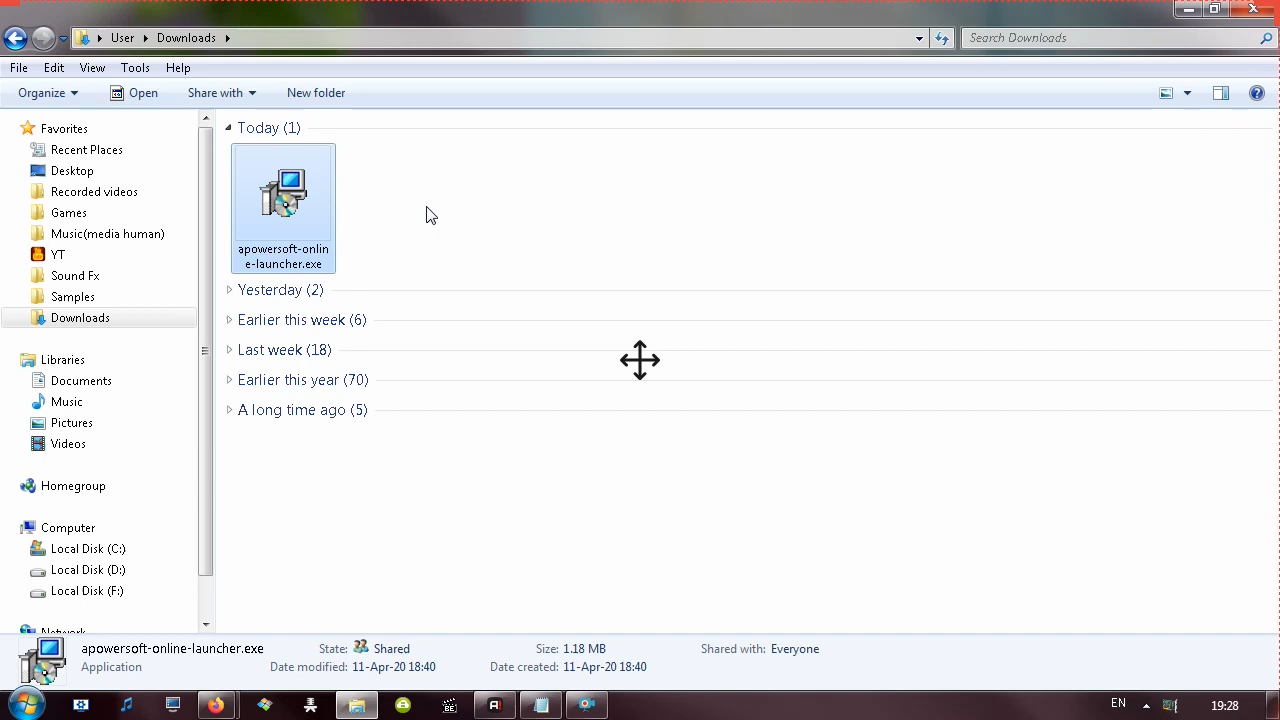 User Downloads
Search Downloads
File Edit View Tools Help
Organize Open Share with New folder
Favorites
Recent Places
Desktop
Recorded videos
Games
Music(media human)
YT
Sound Fx
Samples
Downloads
Libraries
Documents
Music
Pictures
Videos
Homegroup
Computer
Local Disk (C:)
Local Disk (D:)
Local Disk (F:)
Network
Today (1)
apowersoft-onlin
e-launcher.exe
Yesterday (2)
Earlier this week (6)
Last week (18)
Earlier this year (70)
A long time ago (5)
apowersoft-online-launcher.exe State: Shared Size: 1.18 MB Shared with: Everyone
Application Date modified: 11-Apr-20 18:40 Date created: 11-Apr-20 18:40
EN 19:28